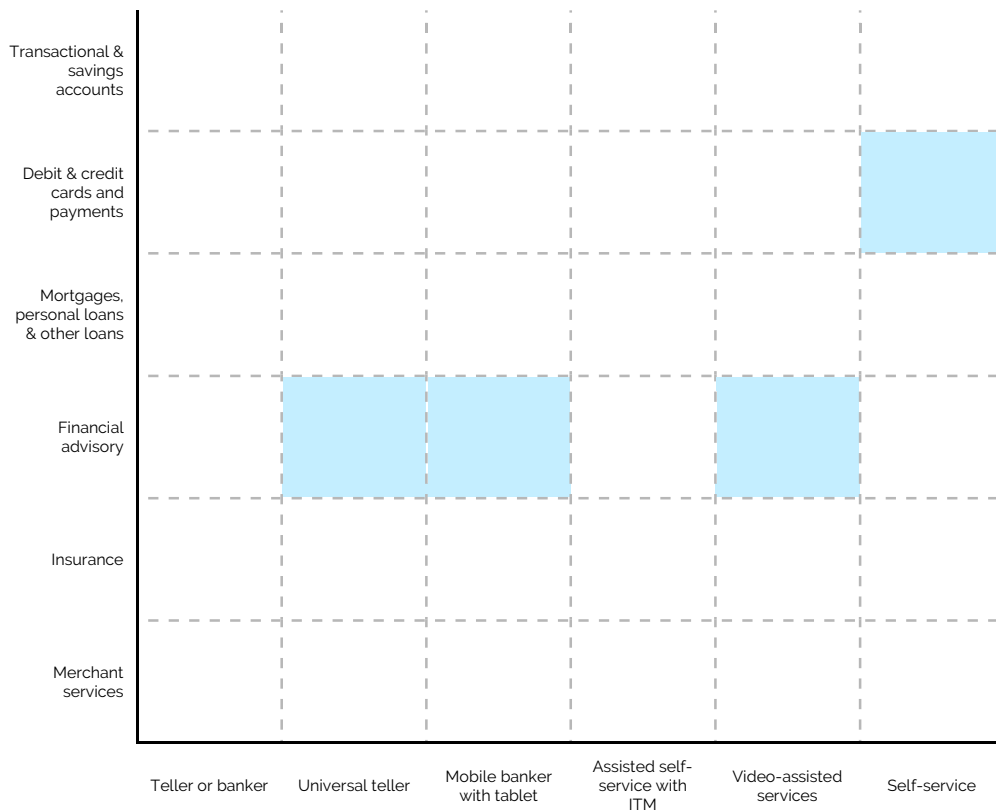 Transactional &
savings
accounts
Debit & credit
cards and
payments
Mortgages,
personal loans
& other loans
Financial
advisory
Insurance
Merchant
services
Teller or banker
Universal teller
Mobile banker
with tablet
Assisted self-
service with
ITM
Video-assisted
services
Self-service